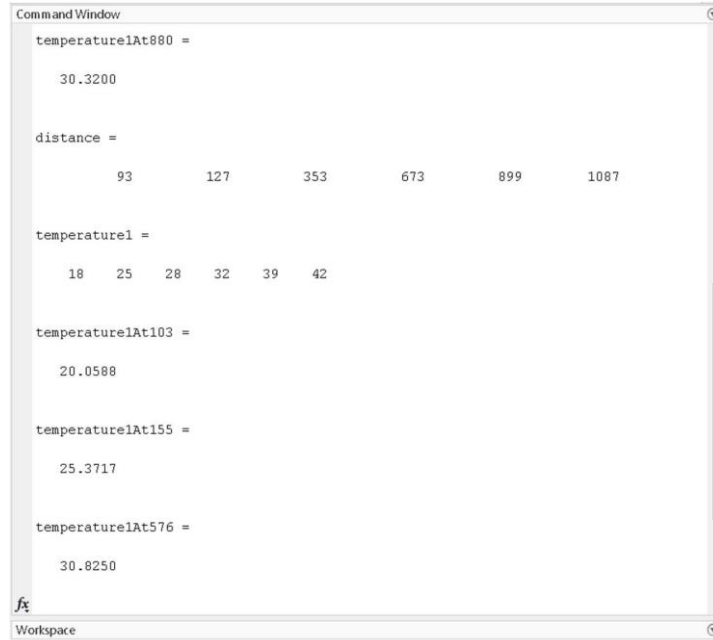 Command Window
temperature1At880 =
30.3200
distance =
93 127 353 673 899 1087
temperature1 =
18 25 28 32 39 42
temperature1At103 =
20.0588
temperature1At155 =
25.3717
temperature1At576 =
30.8250
fx
Workspace